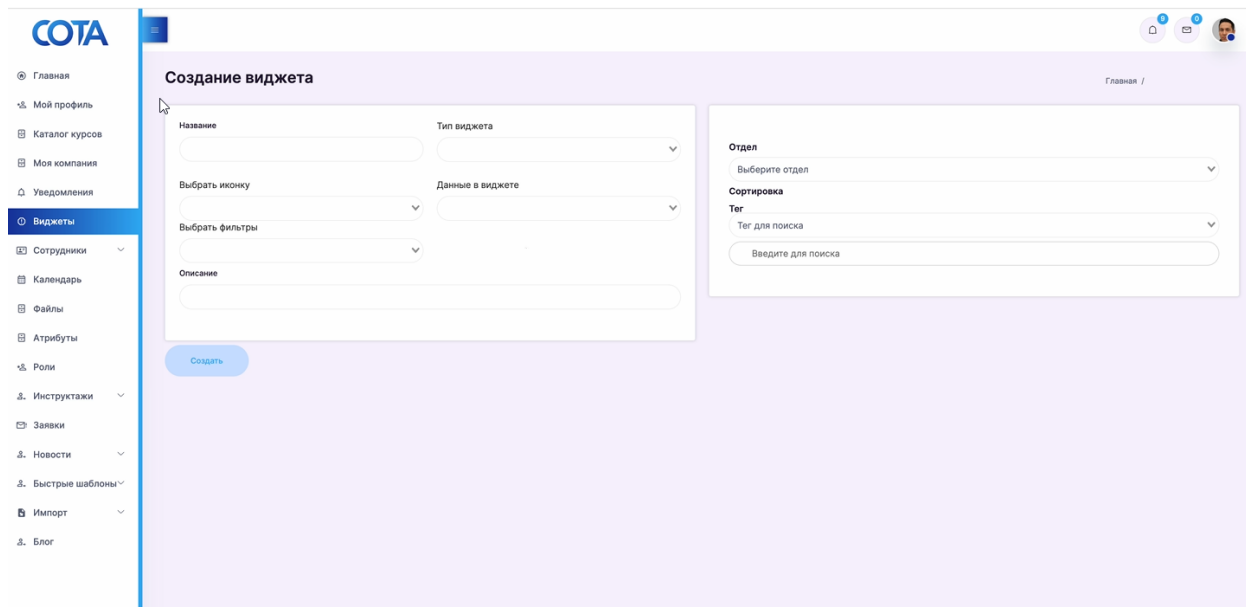 СОТА
9
0
Главная
Мой профиль
Каталог курсов
Моя компания
Уведомления
Виджеты
Сотрудники
Календарь
Файлы
Атрибуты
Роли
Инструктажи
Заявки
Новости
Быстрые шаблоны
Импорт
Блог
Создание виджета
Главная /
Название
Тип виджета
Выбрать иконку
Данные в виджете
Выбрать фильтры
Описание
Создать
Отдел
Выберите отдел
Сортировка
Тег
Тег для поиска
Введите для поиска